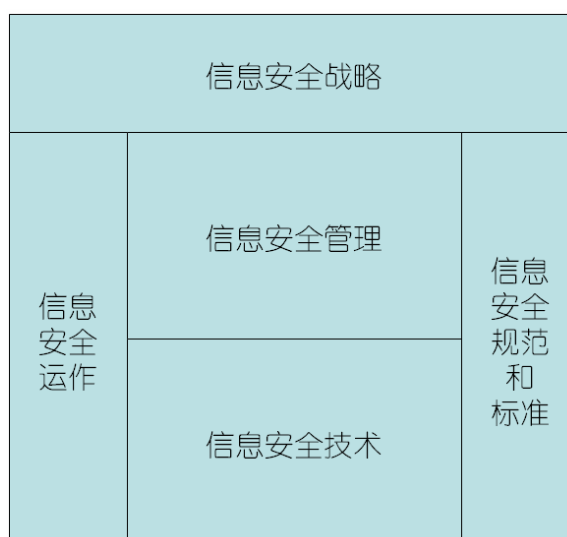 信息安全战略
信息
安全
运作
信息安全管理
信息安全技术
信息
安全
规范
和
标准